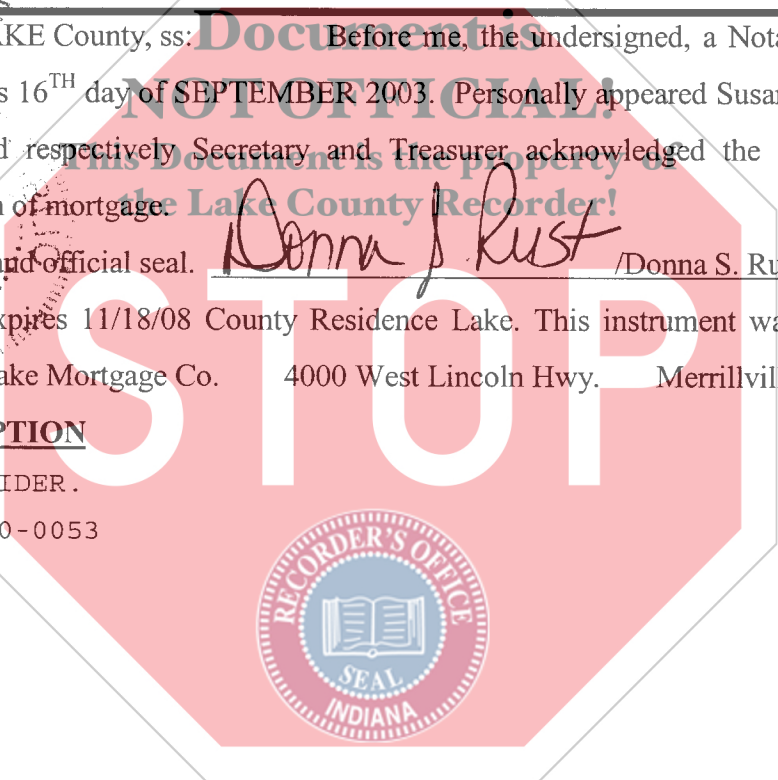 AKE County, ss: Before me, the undersigned, a Nota
s 16TH day of SEPTEMBER 2003. Personally appeared Susan
d respectively Secretary and Treasurer acknowledged the
n of mortgage.
and official seal. Donna S Rust /Donna S. Ru
xpires 11/18/08 County Residence Lake. This instrument wa
ake Mortgage Co. 4000 West Lincoln Hwy. Merrillvil
PTION
IDER.
0-0053
Document is
NOT OFFICIAL!
This Document is the property of
the Lake County Recorder!
STOP
RECORDER'S OFFICE
SEAL
INDIANA